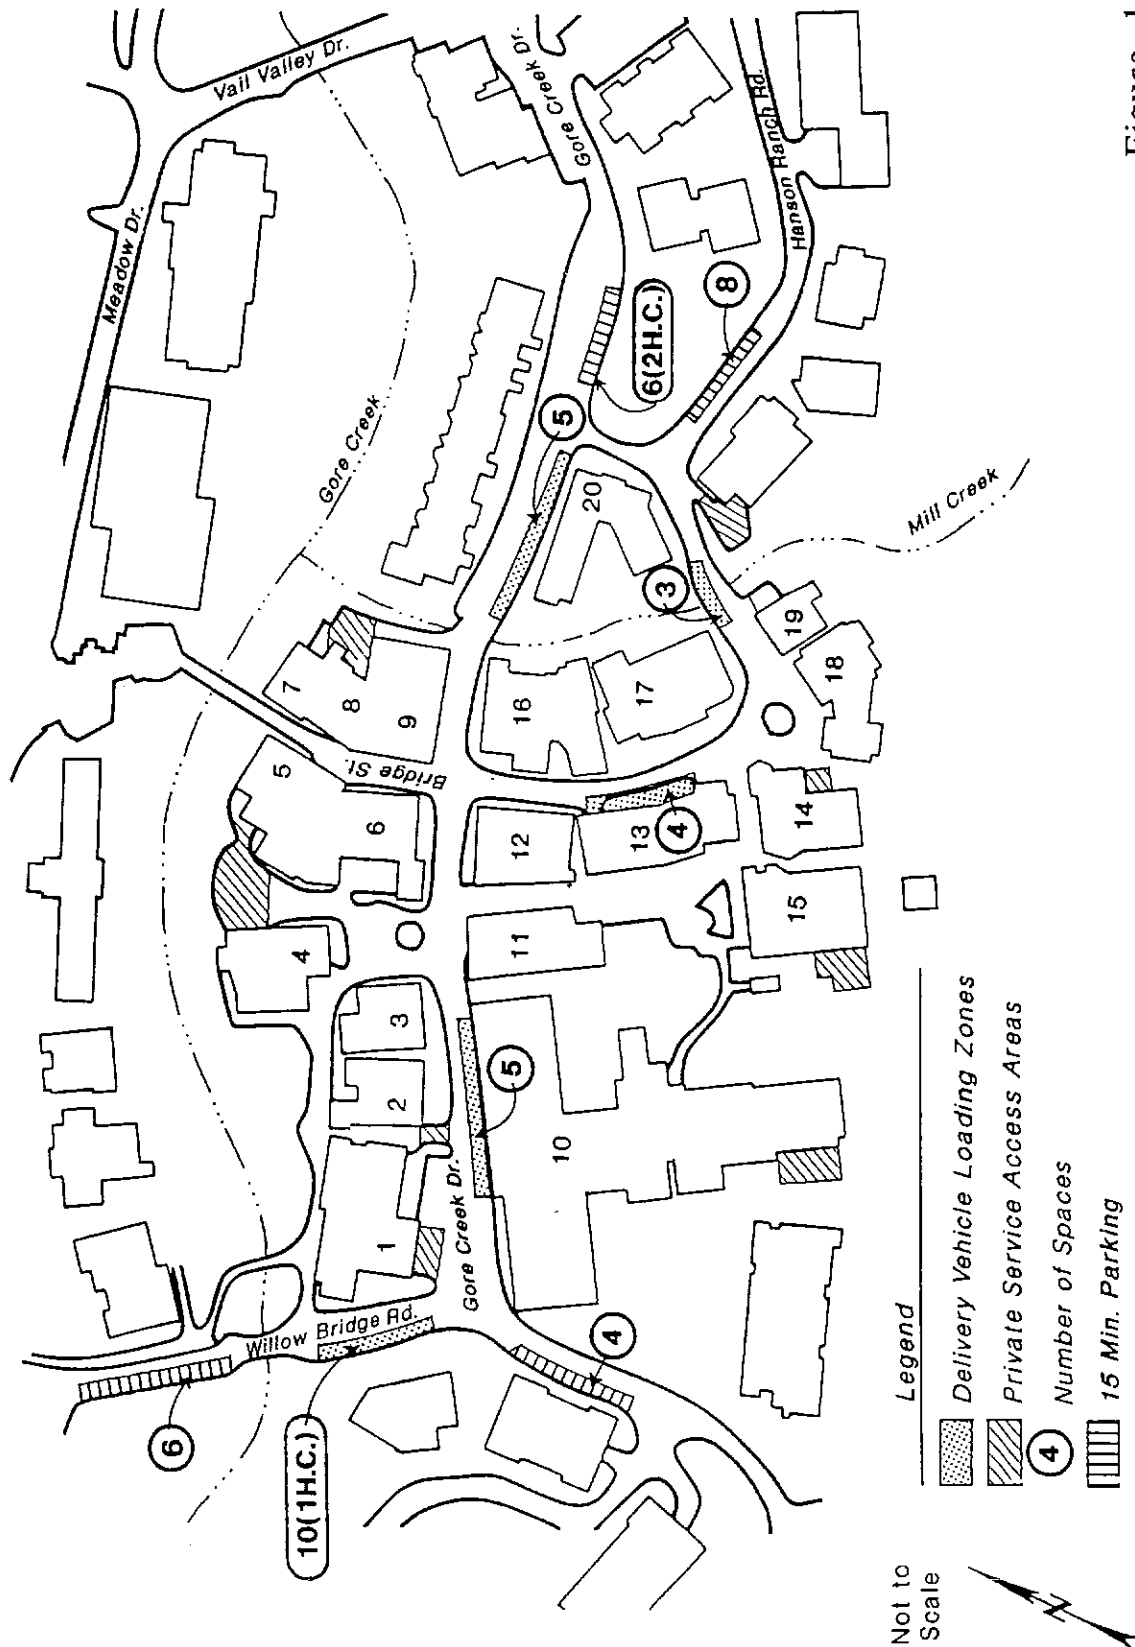 Meadow Dr.
Vail Valley Dr.
Gore Creek Dr.
Hanson Ranch Rd.
Gore Creek
Mill Creek
Bridge St.
Gore Creek Dr.
Willow Bridge Rd.
6
10(1H.C.)
4
5
4
3
5
6(2H.C.)
8
1
2
3
4
5
6
7
8
9
10
11
12
13
14
15
16
17
18
19
20
Legend
Delivery Vehicle Loading Zones
Private Service Access Areas
4 Number of Spaces
15 Min. Parking
Not to
Scale
N